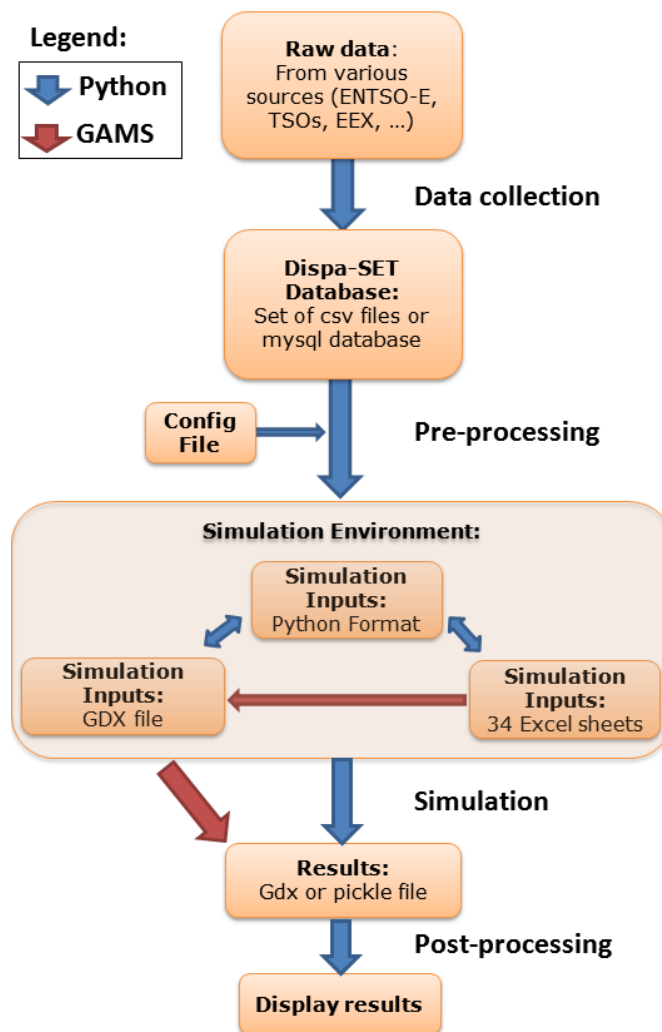 Legend:
Python
GAMS
Raw data:
From various
sources (ENTSO-E,
TSOs, EEX, ...)
Data collection
Dispa-SET
Database:
Set of csv files or
mysql database
Config
File
Pre-processing
Simulation Environment:
Simulation
Inputs:
Python Format
Simulation
Inputs:
GDX file
Simulation
Inputs:
34 Excel sheets
Simulation
Results:
Gdx or pickle file
Post-processing
Display results